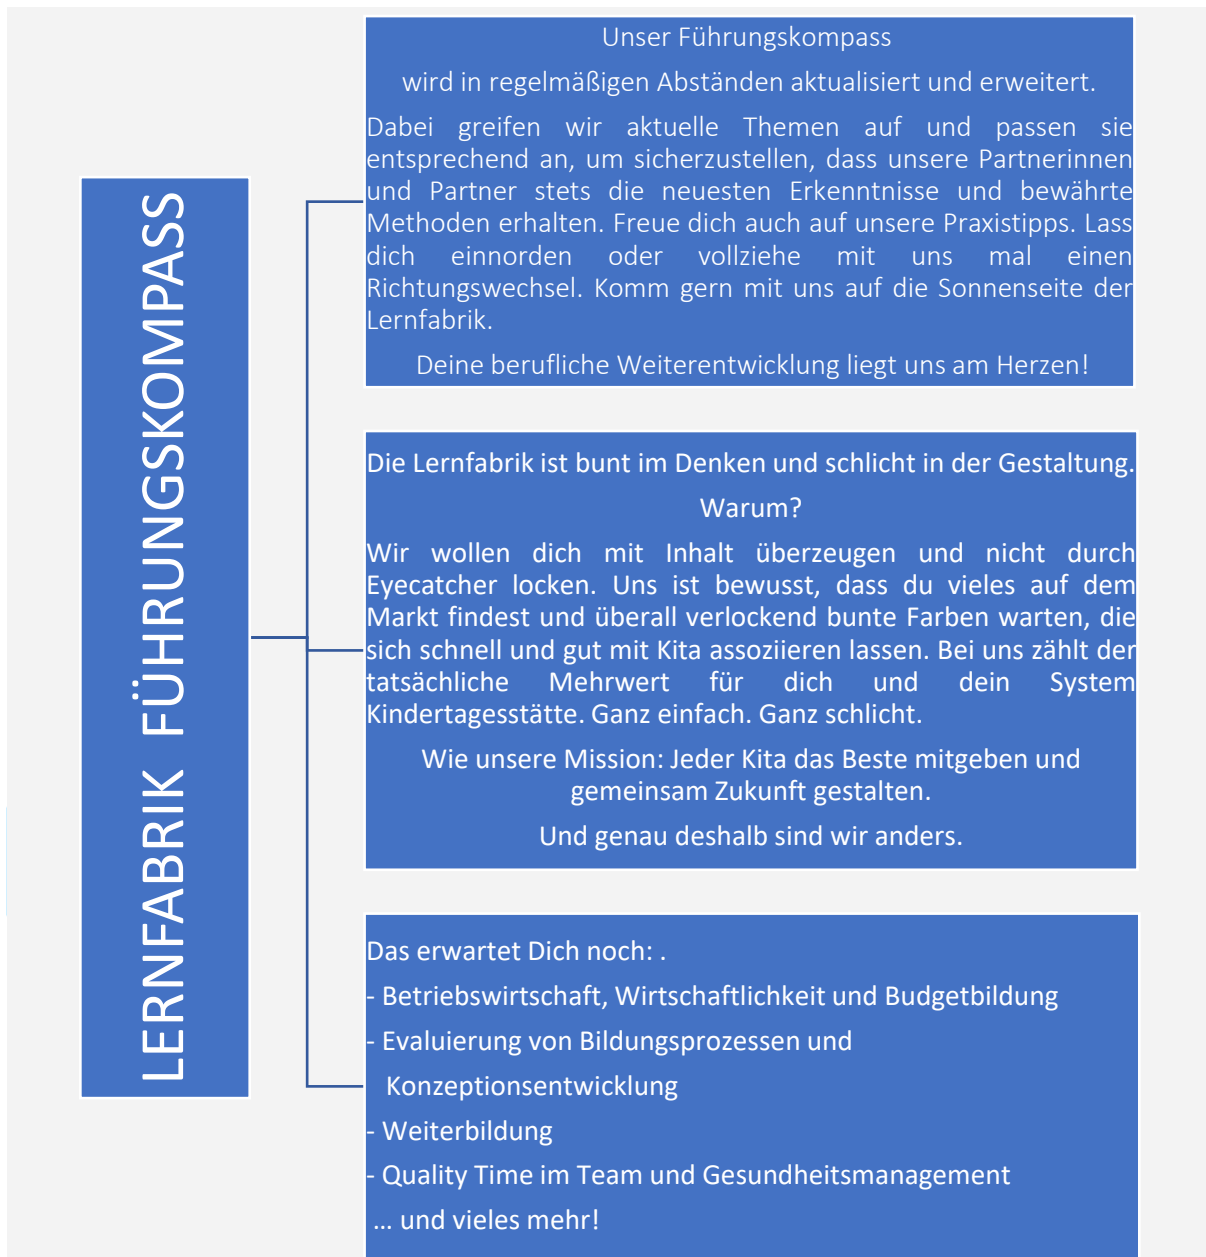 LERNFABRIK FÜHRUNGSKOMPASS
Unser Führungskompass
wird in regelmäßigen Abständen aktualisiert und erweitert.
Dabei greifen wir aktuelle Themen auf und passen sie
entsprechend an, um sicherzustellen, dass unsere Partnerinnen
und Partner stets die neuesten Erkenntnisse und bewährte
Methoden erhalten. Freue dich auch auf unsere Praxistipps. Lass
dich einnorden oder vollziehe mit uns mal einen
Richtungswechsel. Komm gern mit uns auf die Sonnenseite der
Lernfabrik.
Deine berufliche Weiterentwicklung liegt uns am Herzen!
Die Lernfabrik ist bunt im Denken und schlicht in der Gestaltung.
Warum?
Wir wollen dich mit Inhalt überzeugen und nicht durch
Eyecatcher locken. Uns ist bewusst, dass du vieles auf dem
Markt findest und überall verlockend bunte Farben warten, die
sich schnell und gut mit Kita assoziieren lassen. Bei uns zählt der
tatsächliche Mehrwert für dich und dein System
Kindertagesstätte. Ganz einfach. Ganz schlicht.
Wie unsere Mission: Jeder Kita das Beste mitgeben und
gemeinsam Zukunft gestalten.
Und genau deshalb sind wir anders.
Das erwartet Dich noch: .
- Betriebswirtschaft, Wirtschaftlichkeit und Budgetbildung
- Evaluierung von Bildungsprozessen und
Konzeptionsentwicklung
- Weiterbildung
- Quality Time im Team und Gesundheitsmanagement
… und vieles mehr!